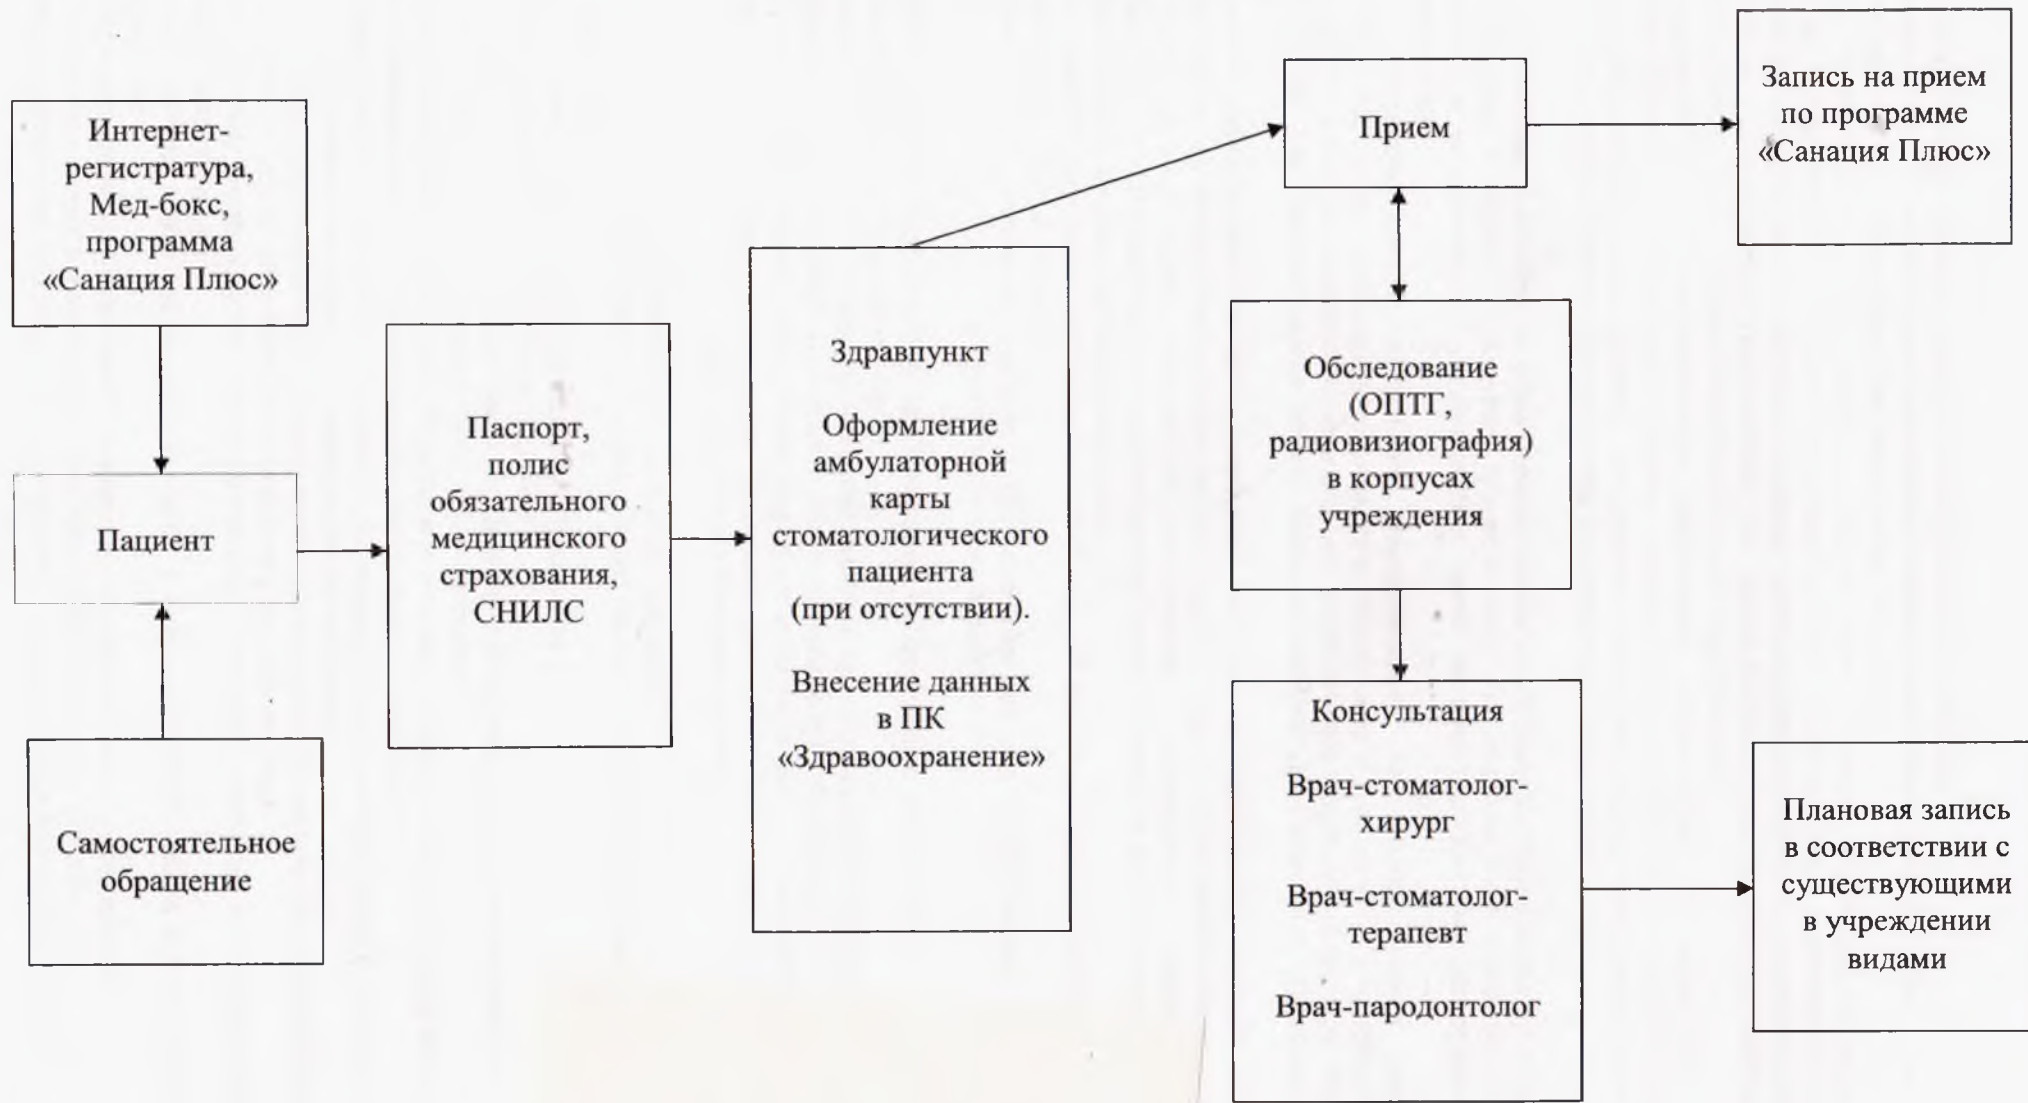 Интернет-
регистратура,
Мед-бокс,
программа
«Санация Плюс»
Пациент
Самостоятельное
обращение
Паспорт,
полис
обязательного
медицинского
страхования,
СНИЛС
Здравпункт
Оформление
амбулаторной
карты
стоматологического
пациента
(при отсутствии).
Внесение данных
в ПК
«Здравоохранение»
Прием
Запись на прием
по программе
«Санация Плюс»
Обследование
(ОПТГ,
радиовизиография)
в корпусах
учреждения
Консультация
Врач-стоматолог-
хирург
Врач-стоматолог-
терапевт
Врач-пародонтолог
Плановая запись
в соответствии с
существующими
в учреждении
видами